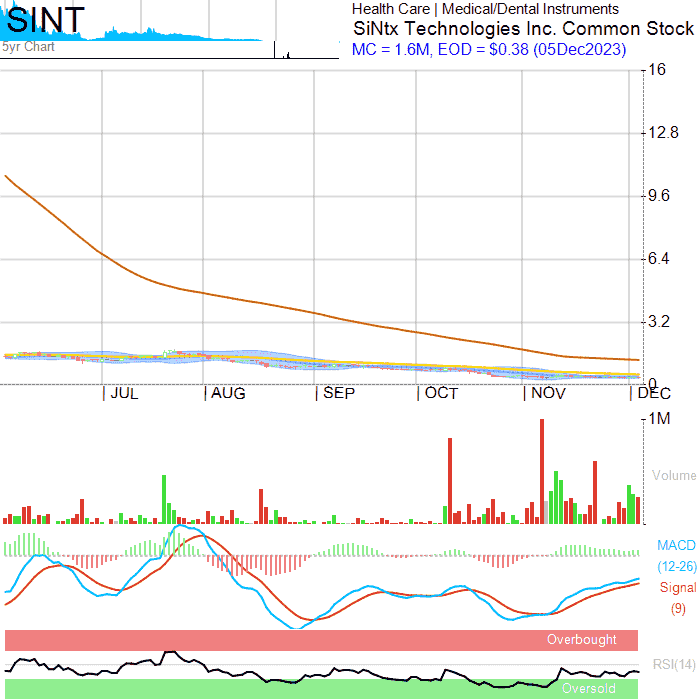 SINT
5yr Chart
Health Care | Medical/Dental Instruments
SiNtx Technologies Inc. Common Stock
MC = 1.6M, EOD = $0.38 (05Dec2023)
16
12.8
9.6
6.4
3.2
0
JUL AUG SEP OCT NOV DEC
1M
Volume
MACD
(12-26)
Signal
(9)
Overbought
RSI(14)
Oversold